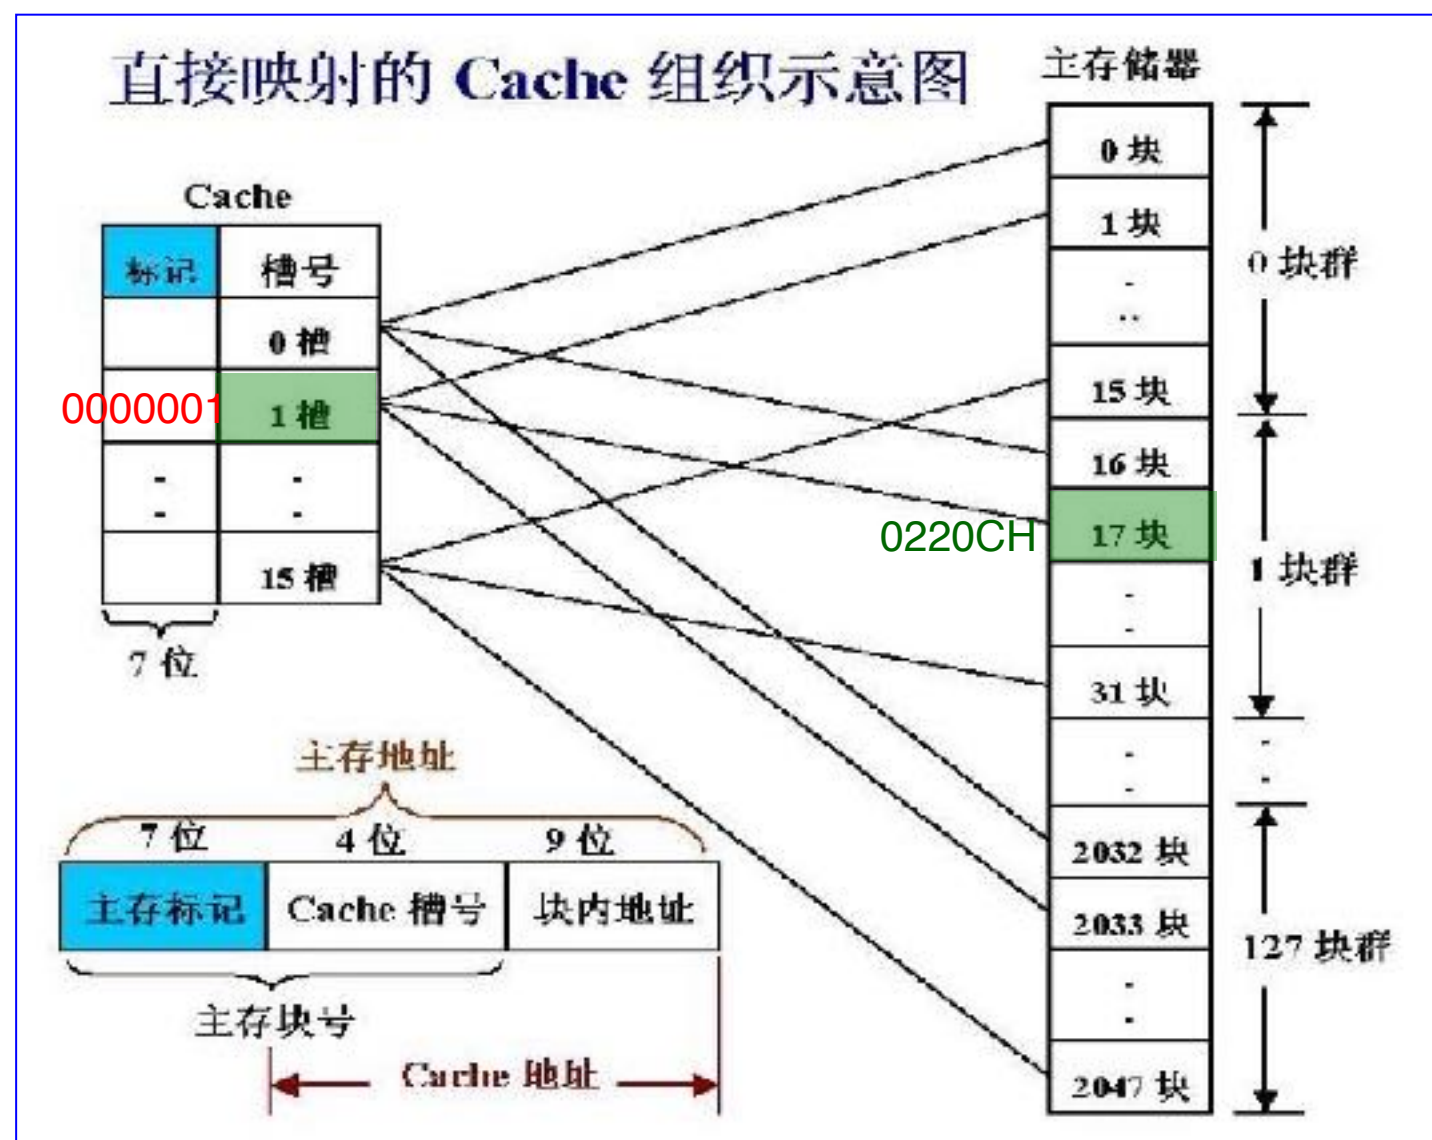 直接映射的 Cache 组织示意图
主存储器
Cache
标记 槽号
0 槽
0000001 1 槽
15 槽
7 位
0 块
1 块
15 块
16 块
0220CH 17 块
31 块
2032 块
2033 块
2047 块
0 块群
1 块群
127 块群
主存地址
7 位 4 位 9 位
主存标记 Cache 槽号 块内地址
主存块号
Cache 地址